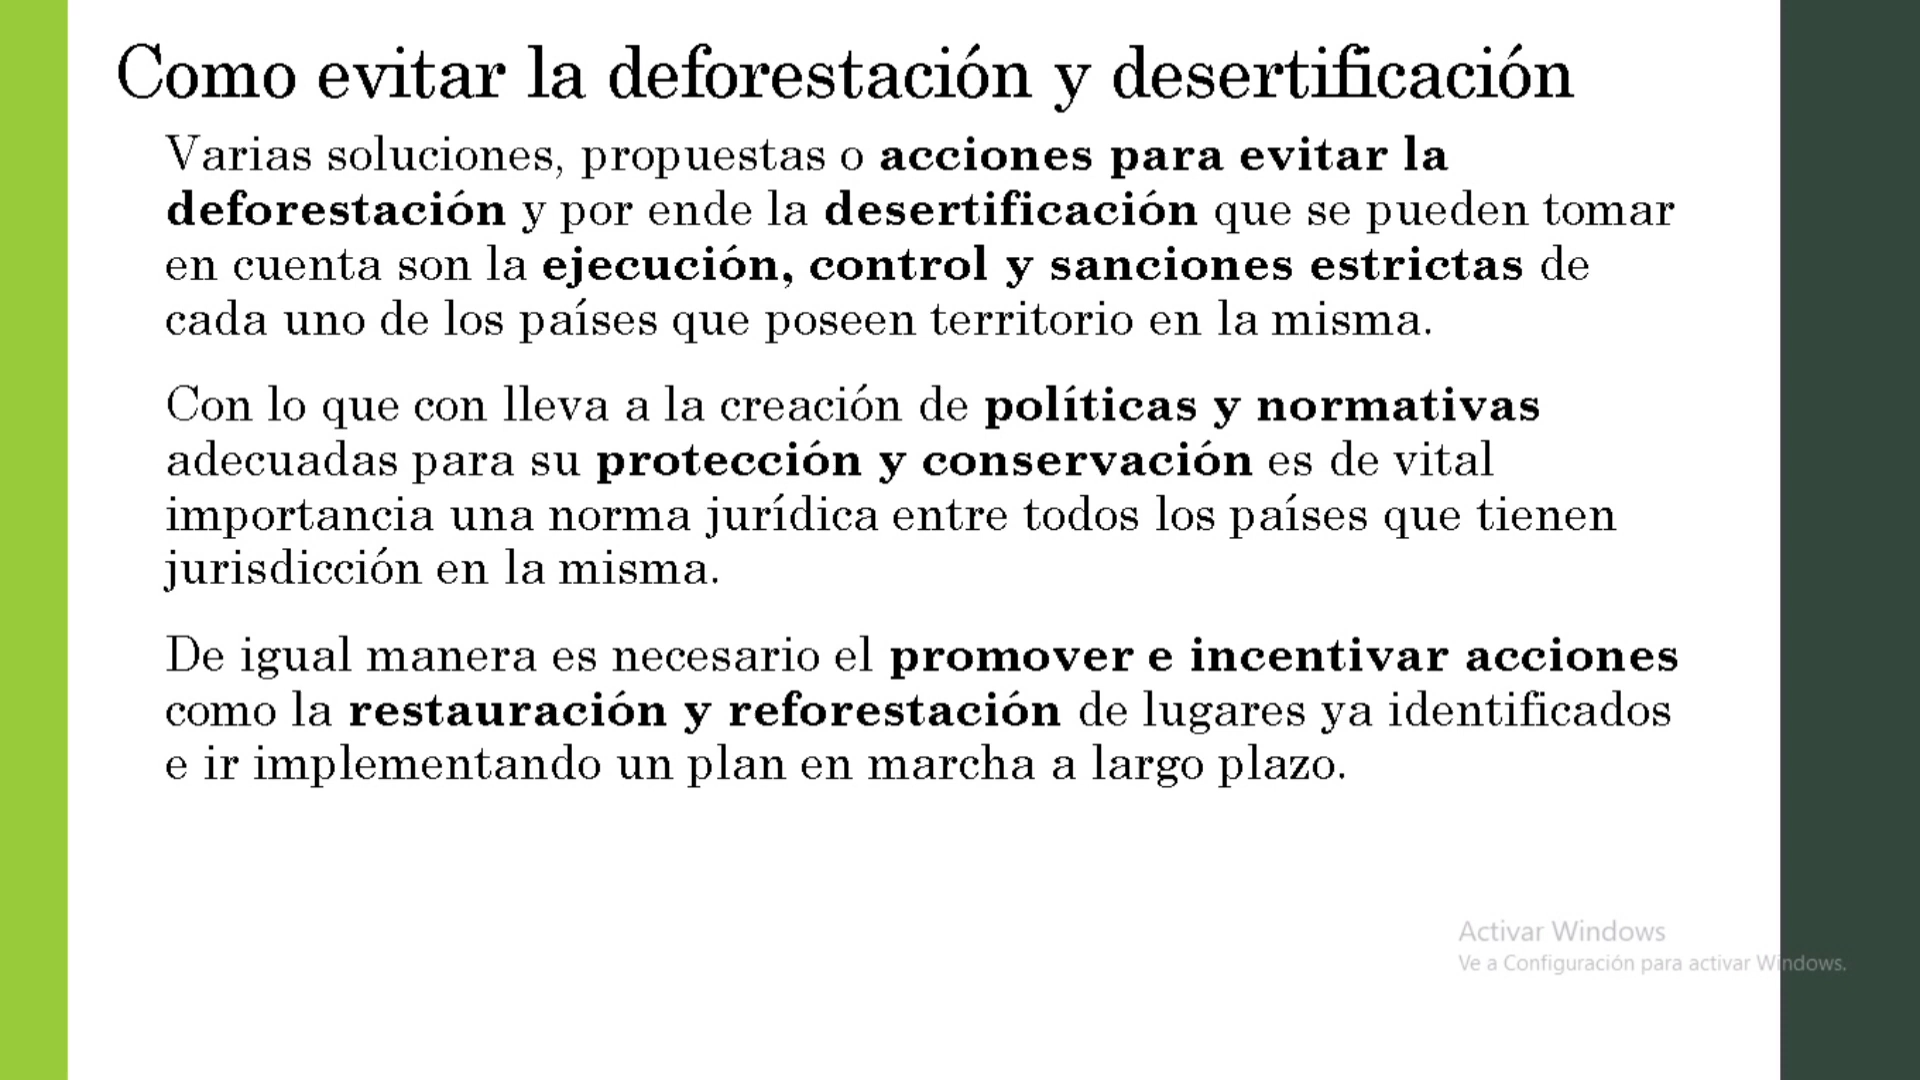 Como evitar la deforestación y desertificación
Varias soluciones, propuestas o acciones para evitar la
deforestación y por ende la desertificación que se pueden tomar
en cuenta son la ejecución, control y sanciones estrictas de
cada uno de los países que poseen territorio en la misma.
Con lo que con lleva a la creación de políticas y normativas
adecuadas para su protección y conservación es de vital
importancia una norma jurídica entre todos los países que tienen
jurisdicción en la misma.
De igual manera es necesario el promover e incentivar acciones
como la restauración y reforestación de lugares ya identificados
e ir implementando un plan en marcha a largo plazo.
Activar Windows
Ve a Configuración para activar Windows.